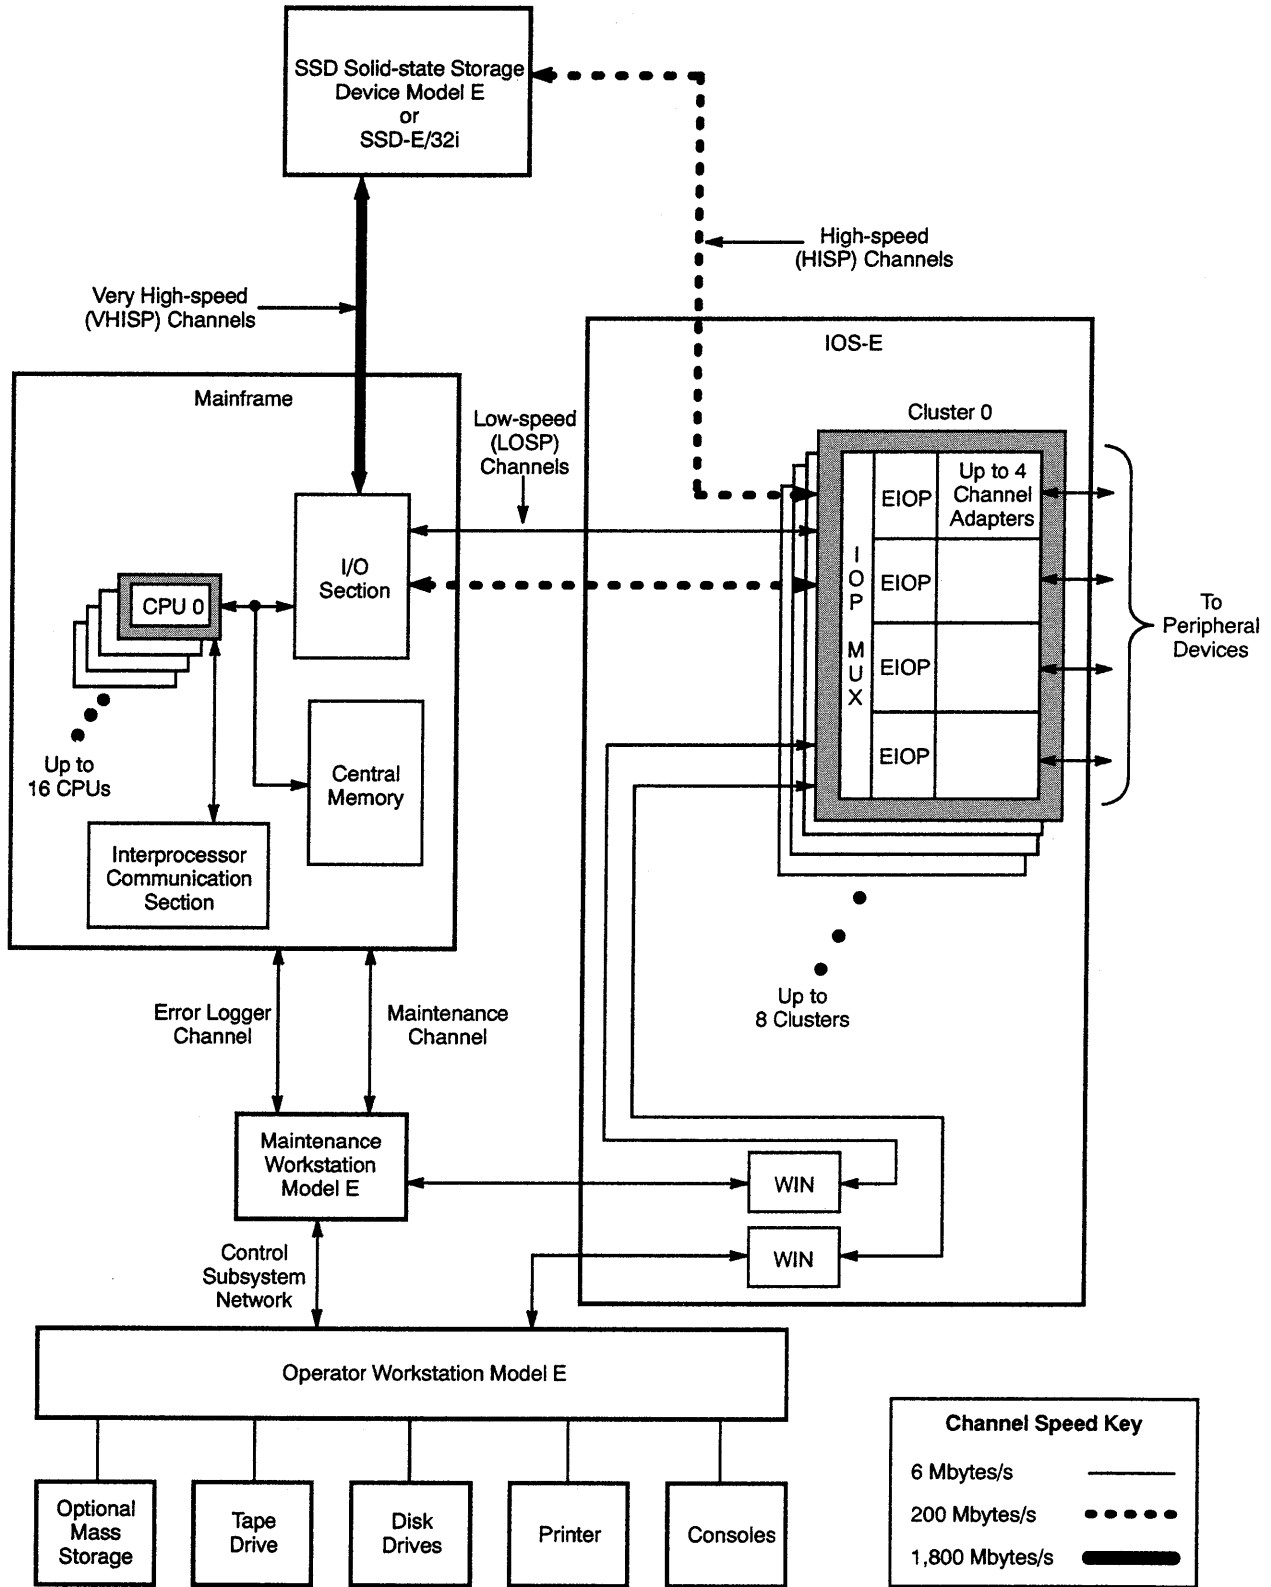 SSD Solid-state Storage
Device Model E
or
SSD-E/32i
High-speed
(HISP) Channels
Very High-speed
(VHISP) Channels
IOS-E
Mainframe
Low-speed
(LOSP)
Channels
Cluster 0
I/O
Section
CPU 0
Up to
16 CPUs
Central
Memory
Interprocessor
Communication
Section
IOP MUX
EIOP
Up to 4
Channel
Adapters
EIOP
EIOP
EIOP
To
Peripheral
Devices
Up to
8 Clusters
Error Logger
Channel
Maintenance
Channel
Maintenance
Workstation
Model E
WIN
WIN
Control
Subsystem
Network
Operator Workstation Model E
Optional
Mass
Storage
Tape
Drive
Disk
Drives
Printer
Consoles
Channel Speed Key
6 Mbytes/s
200 Mbytes/s
1,800 Mbytes/s